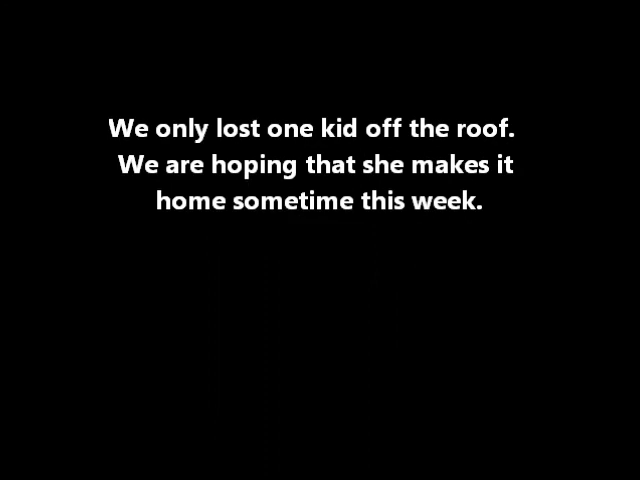 We only lost one kid off the roof.
We are hoping that she makes it
home sometime this week.